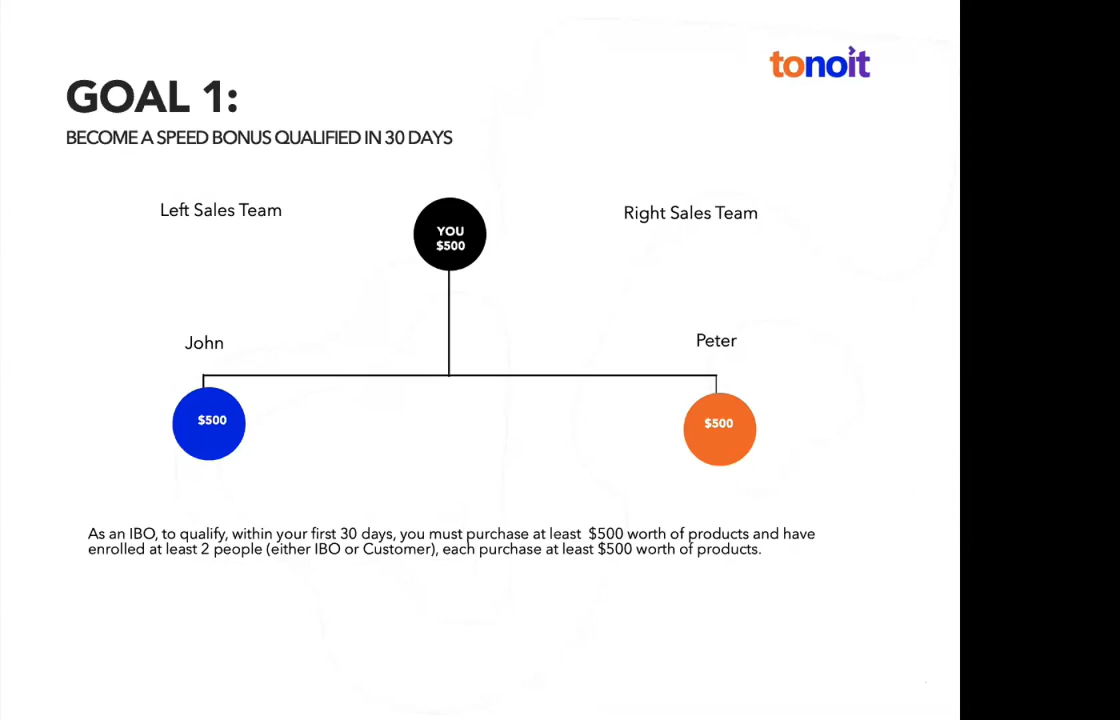 tonoit
GOAL 1:
BECOME A SPEED BONUS QUALIFIED IN 30 DAYS
Left Sales Team
Right Sales Team
YOU
$500
John
Peter
$500
$500
As an IBO, to qualify, within your first 30 days, you must purchase at least $500 worth of products and have
enrolled at least 2 people (either IBO or Customer), each purchase at least $500 worth of products.